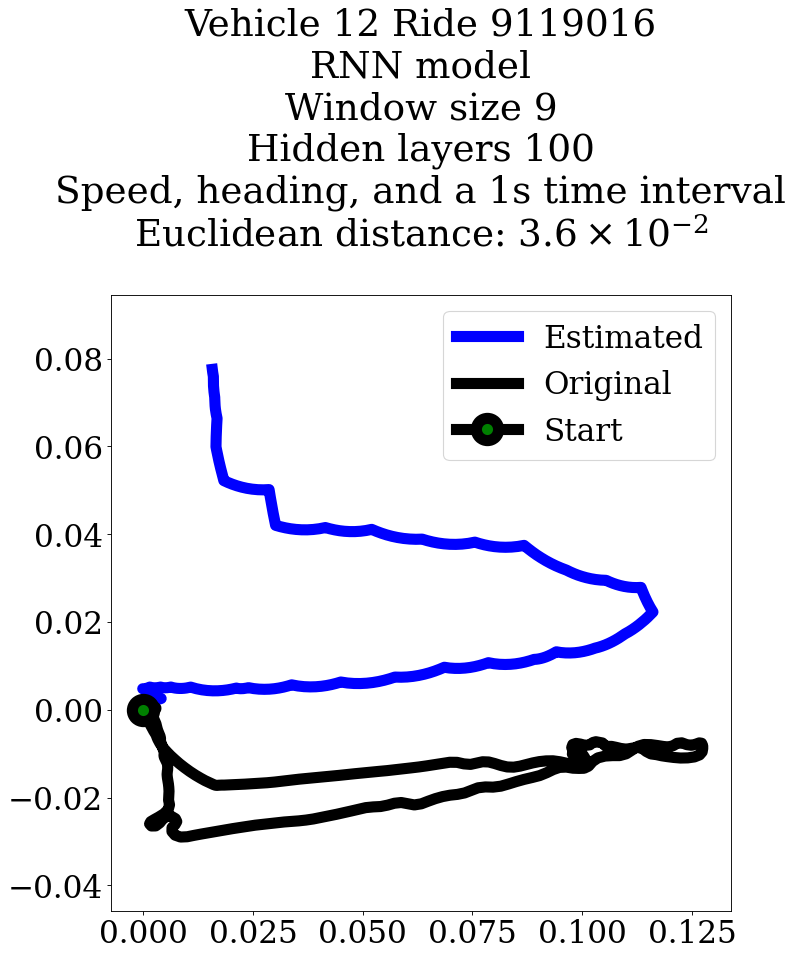 Vehicle 12 Ride 9119016
RNN model
Window size 9
Hidden layers 100
Speed, heading, and a 1s time interval
Euclidean distance: 3.6 × 10⁻²
Estimated
Original
Start
0.08
0.06
0.04
0.02
0.00
−0.02
−0.04
0.000 0.025 0.050 0.075 0.100 0.125